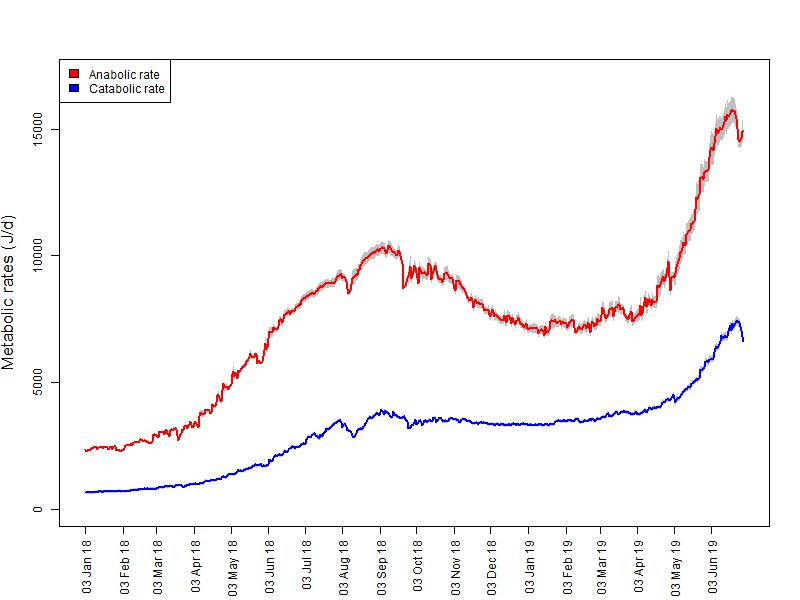 Anabolic rate
Catabolic rate
Metabolic rates (J/d)
15000
10000
5000
0
03 Jan 18
03 Feb 18
03 Mar 18
03 Apr 18
03 May 18
03 Jun 18
03 Jul 18
03 Aug 18
03 Sep 18
03 Oct 18
03 Nov 18
03 Dec 18
03 Jan 19
03 Feb 19
03 Mar 19
03 Apr 19
03 May 19
03 Jun 19